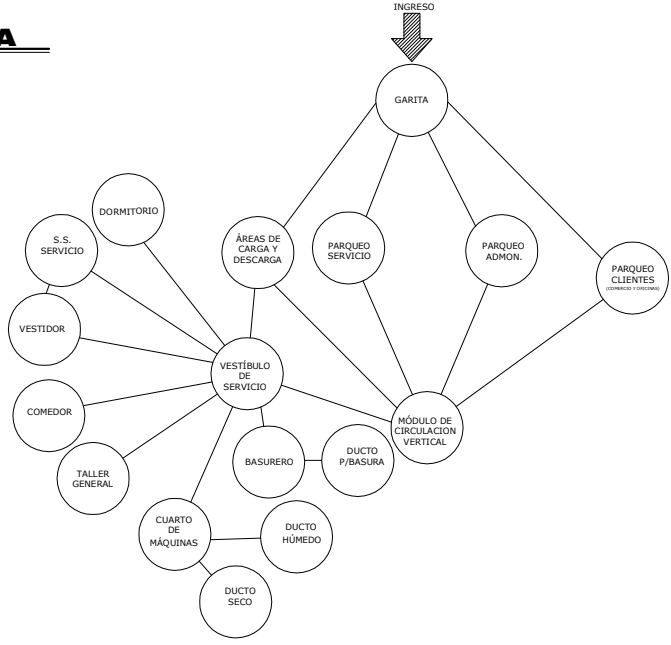 INGRESO
A
GARITA
DORMITORIO
S.S.
SERVICIO
ÁREAS DE
CARGA Y
DESCARGA
PARQUEO
SERVICIO
PARQUEO
ADMON.
PARQUEO
CLIENTES
(COMERCIO Y OFICINAS)
VESTIDOR
VESTÍBULO
DE
SERVICIO
COMEDOR
MÓDULO DE
CIRCULACION
VERTICAL
TALLER
GENERAL
BASURERO
DUCTO
P/BASURA
CUARTO
DE
MÁQUINAS
DUCTO
HÚMEDO
DUCTO
SECO